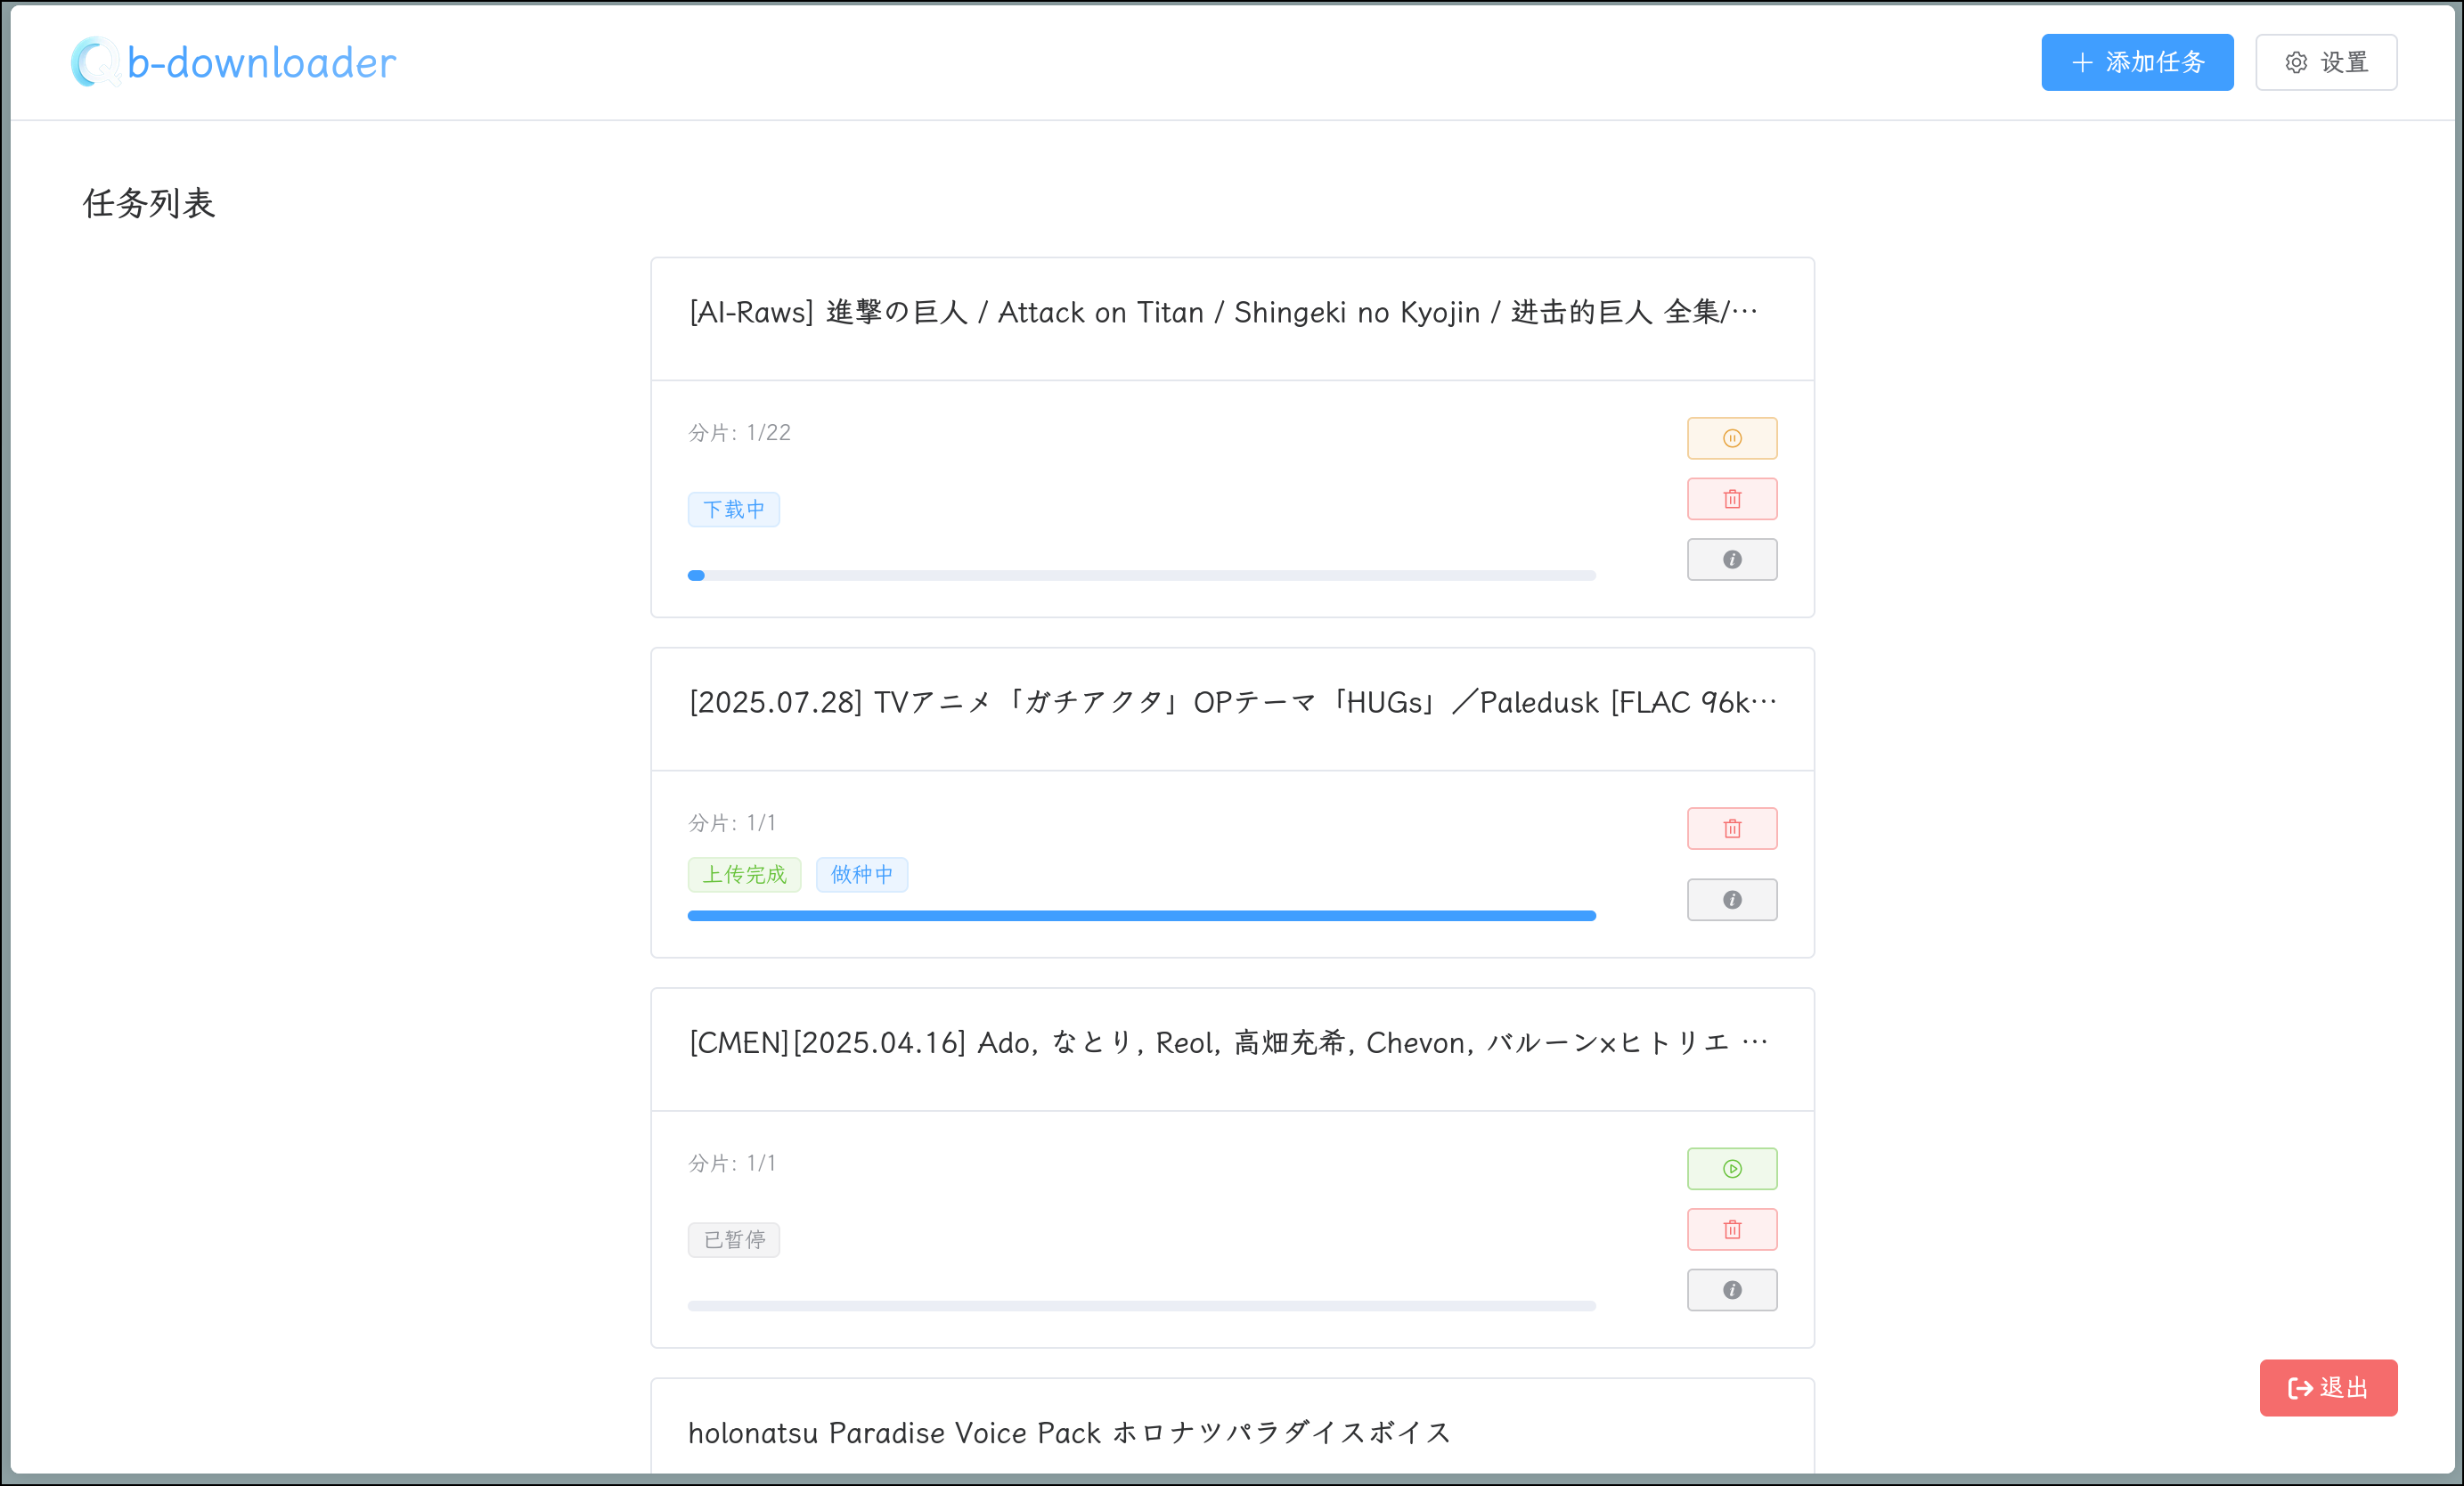 Qb-downloader
添加任务
设置
任务列表
[AI-Raws] 進撃の巨人 / Attack on Titan / Shingeki no Kyojin / 进击的巨人 全集/…
分片: 1/22
下载中
[2025.07.28] TVアニメ「ガチアクタ」OPテーマ「HUGs」／Paledusk [FLAC 96k…
分片: 1/1
上传完成 做种中
[CMEN][2025.04.16] Ado, なとり, Reol, 高畑充希, Chevon, バルーン×ヒトリエ …
分片: 1/1
已暂停
退出
holonatsu Paradise Voice Pack ホロナツパラダイスボイス